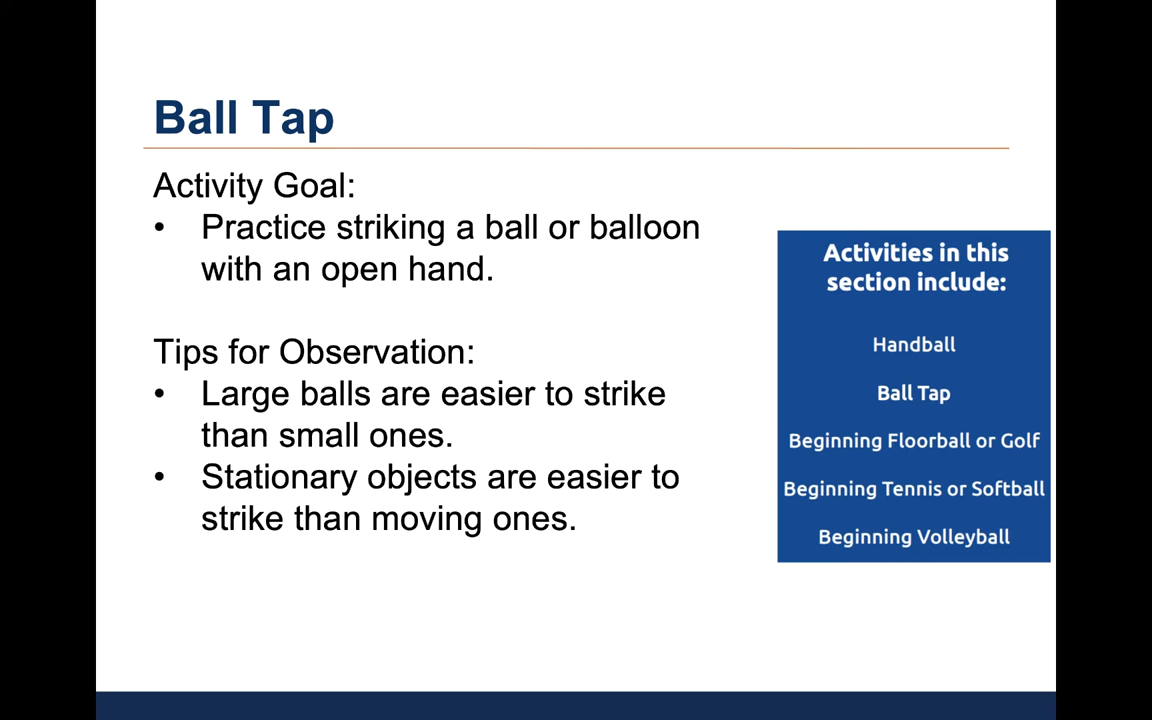 Ball Tap
Activity Goal:
• Practice striking a ball or balloon
with an open hand.
Tips for Observation:
• Large balls are easier to strike
than small ones.
• Stationary objects are easier to
strike than moving ones.
Activities in this
section include:
Handball
Ball Tap
Beginning Floorball or Golf
Beginning Tennis or Softball
Beginning Volleyball